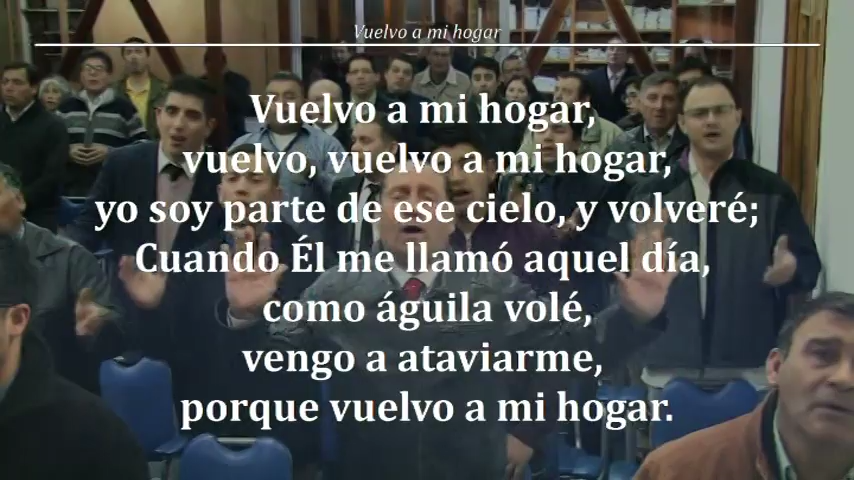 Vuelvo a mi hogar
Vuelvo a mi hogar,
vuelvo, vuelvo a mi hogar,
yo soy parte de ese cielo, y volveré;
Cuando Él me llamó aquel día,
como águila volé,
vengo a ataviarme,
porque vuelvo a mi hogar.